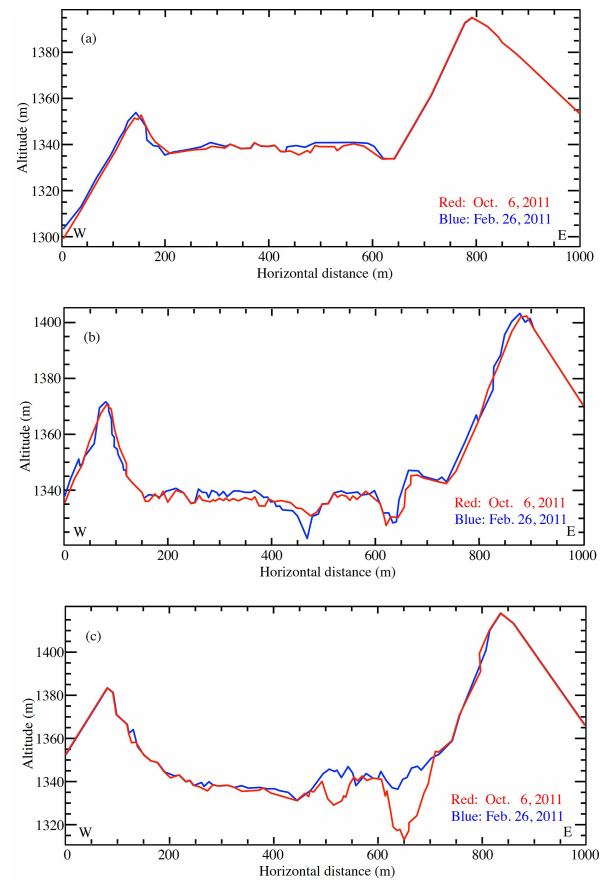 (a)
Altitude (m)
1380
1360
1340
1320
1300
W
E
Red: Oct. 6, 2011
Blue: Feb. 26, 2011
0
200
400
600
800
1000
Horizontal distance (m)
(b)
Altitude (m)
1400
1380
1360
1340
W
E
Red: Oct. 6, 2011
Blue: Feb. 26, 2011
0
200
400
600
800
1000
Horizontal distance (m)
(c)
Altitude (m)
1400
1380
1360
1340
1320
W
E
Red: Oct. 6, 2011
Blue: Feb. 26, 2011
0
200
400
600
800
1000
Horizontal distance (m)